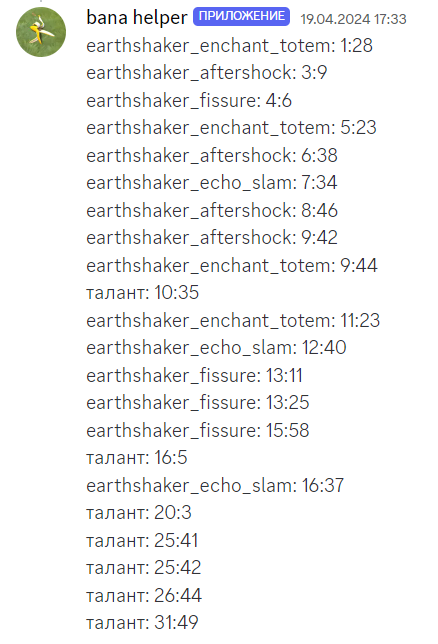 bana helper ПРИЛОЖЕНИЕ 19.04.2024 17:33
earthshaker_enchant_totem: 1:28
earthshaker_aftershock: 3:9
earthshaker_fissure: 4:6
earthshaker_enchant_totem: 5:23
earthshaker_aftershock: 6:38
earthshaker_echo_slam: 7:34
earthshaker_aftershock: 8:46
earthshaker_aftershock: 9:42
earthshaker_enchant_totem: 9:44
талант: 10:35
earthshaker_enchant_totem: 11:23
earthshaker_echo_slam: 12:40
earthshaker_fissure: 13:11
earthshaker_fissure: 13:25
earthshaker_fissure: 15:58
талант: 16:5
earthshaker_echo_slam: 16:37
талант: 20:3
талант: 25:41
талант: 25:42
талант: 26:44
талант: 31:49